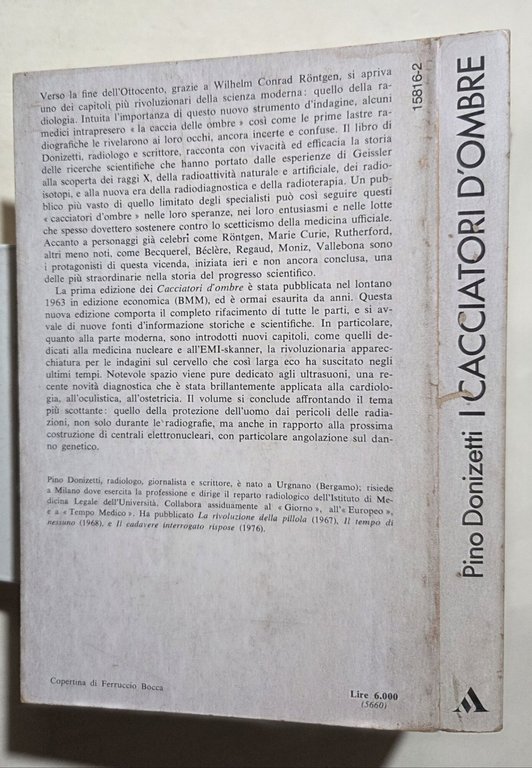 Verso la fine dell'Ottocento, grazie a Wilhelm Conrad Röntgen, si apriva
uno dei capitoli più rivoluzionari della scienza moderna: quello della ra-
diologia. Intuita l'importanza di questo nuovo strumento d'indagine, alcuni
medici intrapresero « la caccia delle ombre » così come le prime lastre ra-
diografiche le rivelarono ai loro occhi, ancora incerte e confuse. Il libro di
Donizetti, radiologo e scrittore, racconta con vivacità ed efficacia la storia
delle ricerche scientifiche che hanno portato dalle esperienze di Geissler
alla scoperta dei raggi X, della radioattività naturale e artificiale, dei radio-
isotopi, e alla nuova era della radiodiagnostica e della radioterapia. Un pub-
blico più vasto di quello limitato degli specialisti può così seguire questi
« cacciatori d'ombre » nelle loro speranze, nei loro entusiasmi e nelle lotte
che spesso dovettero sostenere contro lo scetticismo della medicina ufficiale.
Accanto a personaggi già celebri come Röntgen, Marie Curie, Rutherford,
altri meno noti, come Becquerel, Béclère, Regaud, Moniz, Vallebona sono
i protagonisti di questa vicenda, iniziata ieri e non ancora conclusa, una
delle più straordinarie nella storia del progresso scientifico.
La prima edizione dei Cacciatori d'ombre è stata pubblicata nel lontano
1963 in edizione economica (BMM), ed è ormai esaurita da anni. Questa
nuova edizione comporta il completo rifacimento di tutte le parti, e si av-
vale di nuove fonti d'informazione storiche e scientifiche. In particolare,
quanto alla parte moderna, sono introdotti nuovi capitoli, come quelli de-
dicati alla medicina nucleare e all'EMI-skanner, la rivoluzionaria apparec-
chiatura per le indagini sul cervello che così larga eco ha suscitato negli
ultimi tempi. Notevole spazio viene pure dedicato agli ultrasuoni, una re-
cente novità diagnostica che è stata brillantemente applicata alla cardiolo-
gia, all'oculistica, all'ostetricia. Il volume si conclude affrontando il tema
più scottante: quello della protezione dell'uomo dai pericoli delle radia-
zioni, non solo durante le radiografie, ma anche in rapporto alla prossima
costruzione di centrali elettronucleari, con particolare angolazione sul dan-
no genetico.
Pino Donizetti, radiologo, giornalista e scrittore, è nato a Urgnano (Bergamo); risiede
a Milano dove esercita la professione e dirige il reparto radiologico dell'Istituto di Me-
dicina Legale dell'Università. Collabora assiduamente al « Giorno », all'« Europeo »,
e a « Tempo Medico ». Ha pubblicato La rivoluzione della pillola (1967), Il tempo di
nessuno (1968), e Il cadavere interrogato rispose (1976).
Copertina di Ferruccio Bocca
Lire 6.000
(5660)
15816-2
Pino Donizetti I CACCIATORI D'OMBRE